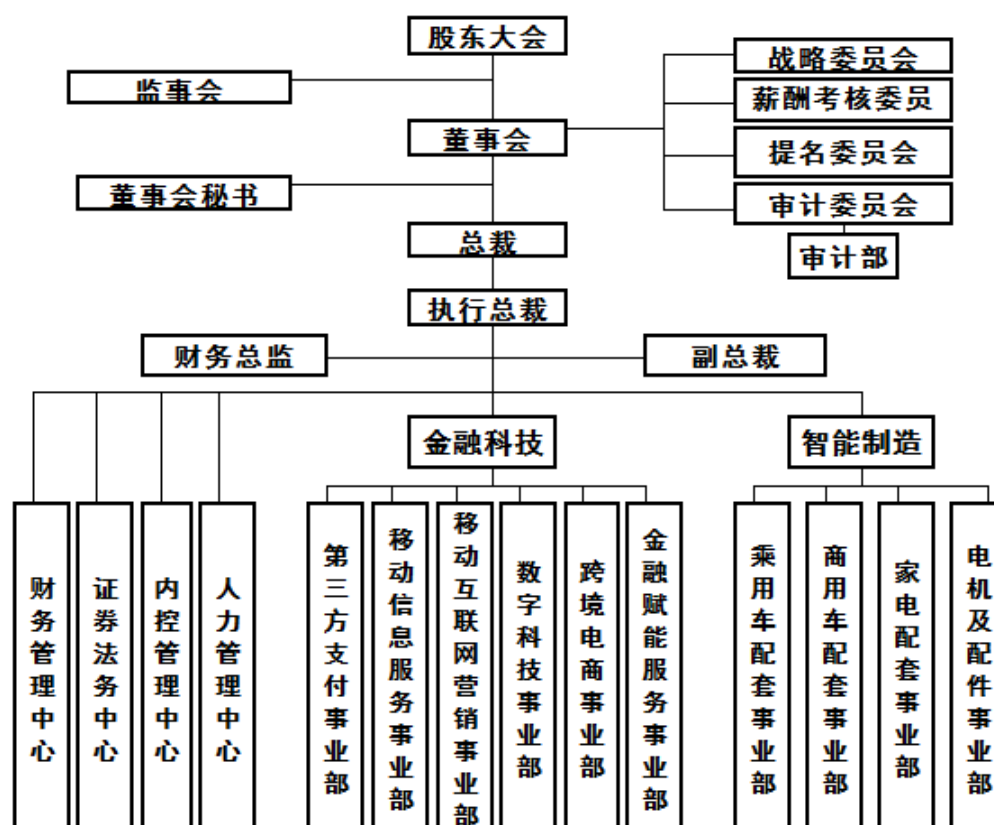 股东大会
监事会
战略委员会
薪酬考核委员
董事会
提名委员会
董事会秘书
审计委员会
总裁
审计部
执行总裁
财务总监
副总裁
金融科技
智能制造
财务管理中心
证券法务中心
内控管理中心
人力管理中心
第三方支付事业部
移动信息服务事业部
移动互联网营销事业部
数字科技事业部
跨境电商事业部
金融赋能服务事业部
乘用车配套事业部
商用车配套事业部
家电配套事业部
电机及配件事业部